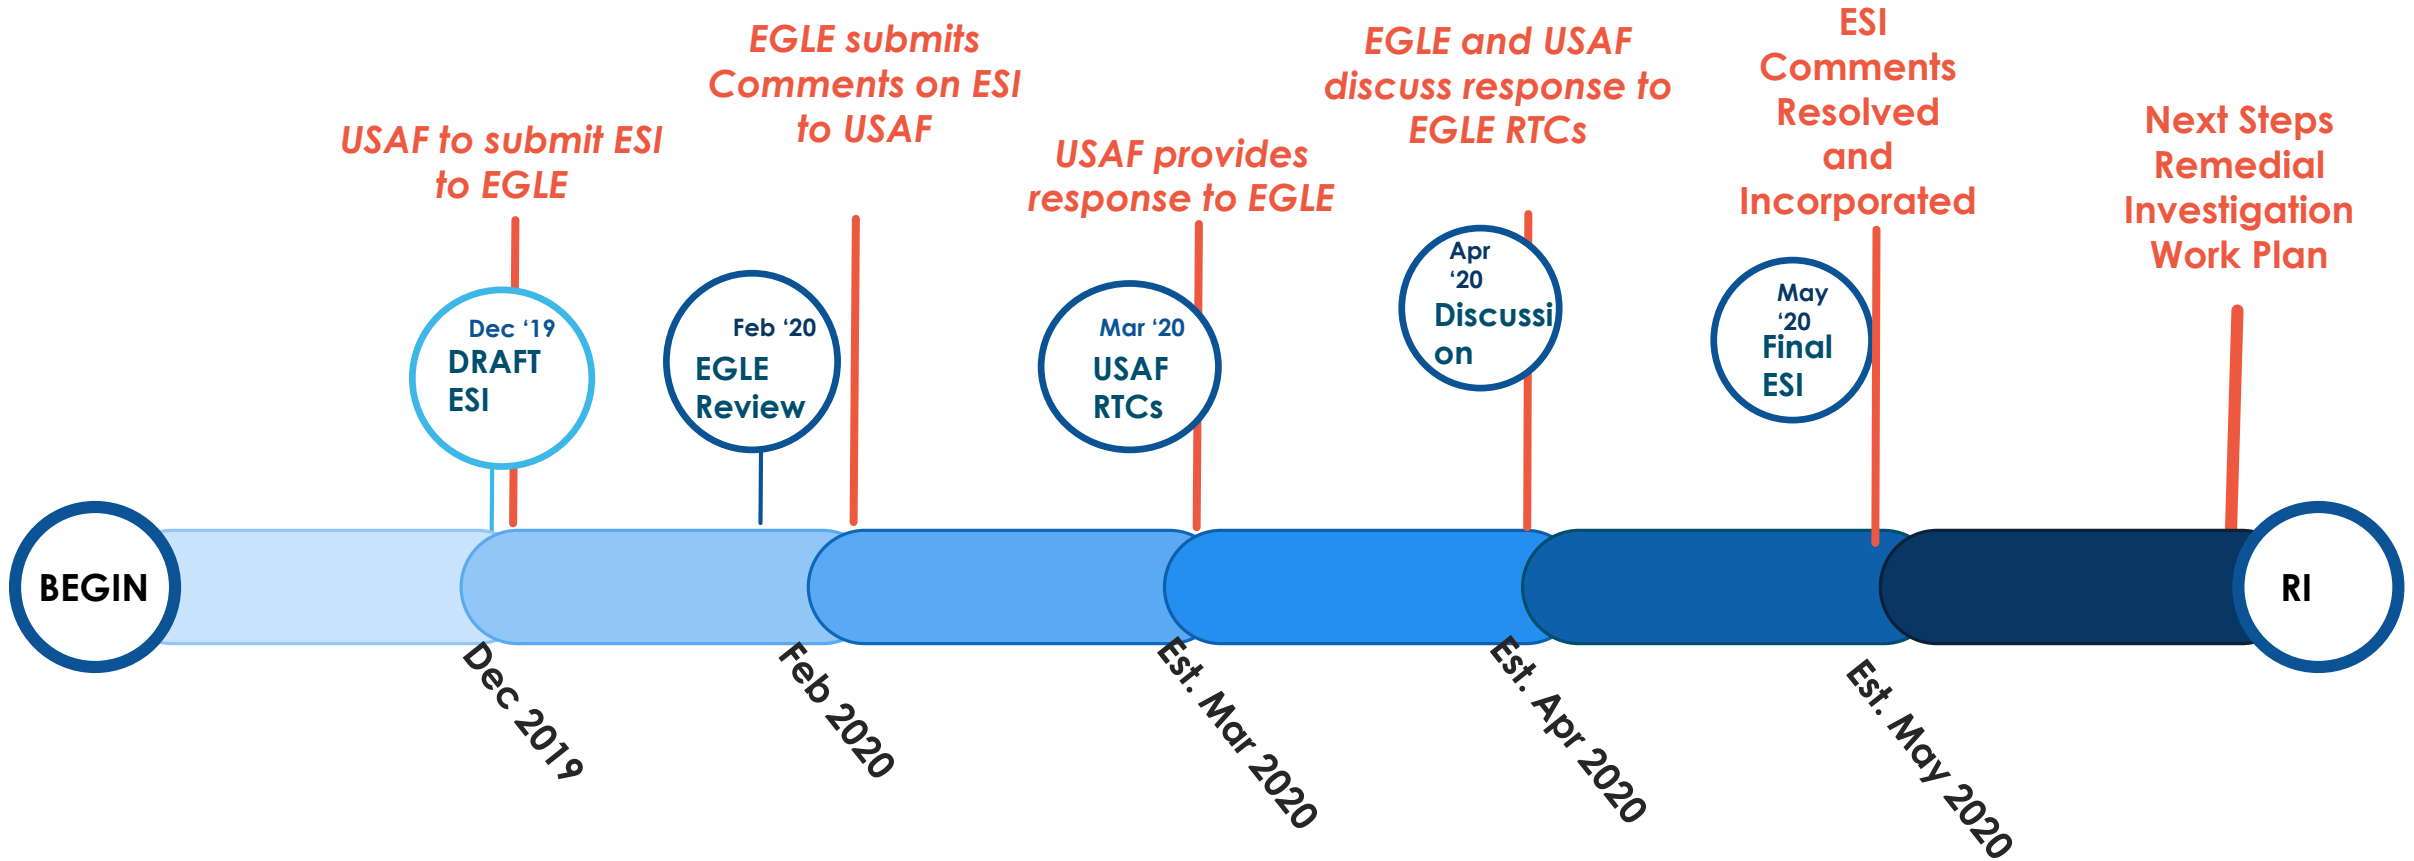 USAF to submit ESI
to EGLE
EGLE submits
Comments on ESI
to USAF
USAF provides
response to EGLE
EGLE and USAF
discuss response to
EGLE RTCs
ESI
Comments
Resolved
and
Incorporated
Next Steps
Remedial
Investigation
Work Plan
Dec ‘19
DRAFT
ESI
Feb ‘20
EGLE
Review
Mar ‘20
USAF
RTCs
Apr
‘20
Discussi
on
May
‘20
Final
ESI
BEGIN
RI
Dec 2019
Feb 2020
Est. Mar 2020
Est. Apr 2020
Est. May 2020